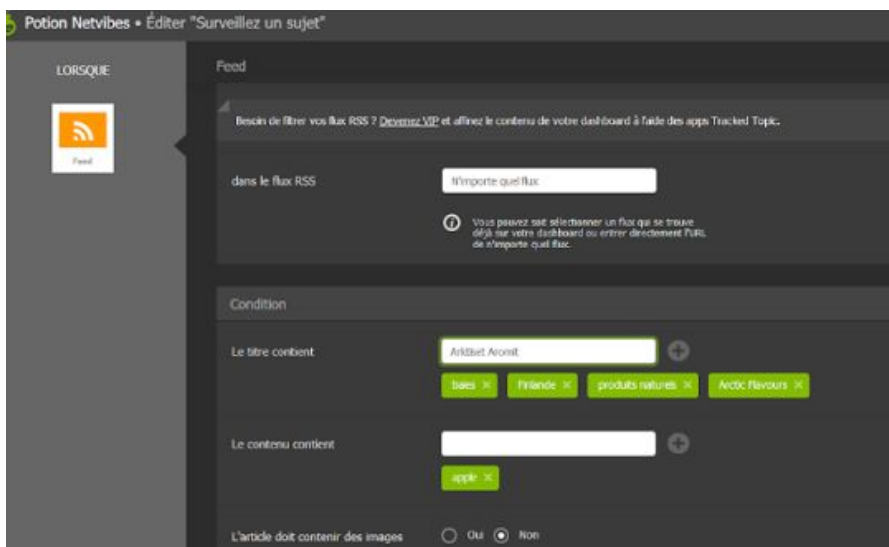 Potion Netvibes • Éditer "Surveillez un sujet"
LORSQUE
Feed
Feed
Besoin de filtrer vos flux RSS ? Devenez VIP et affinez le contenu de votre dashboard à l'aide des apps Tracked Topic.
dans le flux RSS
N'importe quel flux
Vous pouvez soit sélectionner un flux qui se trouve
déjà sur votre dashboard ou entrer directement l'URL
de n'importe quel flux.
Condition
Le titre contient
Arktiset Aromit
baies × Finlande × produits naturels × Arctic Flavours ×
Le contenu contient
apple ×
L'article doit contenir des images
Oui Non